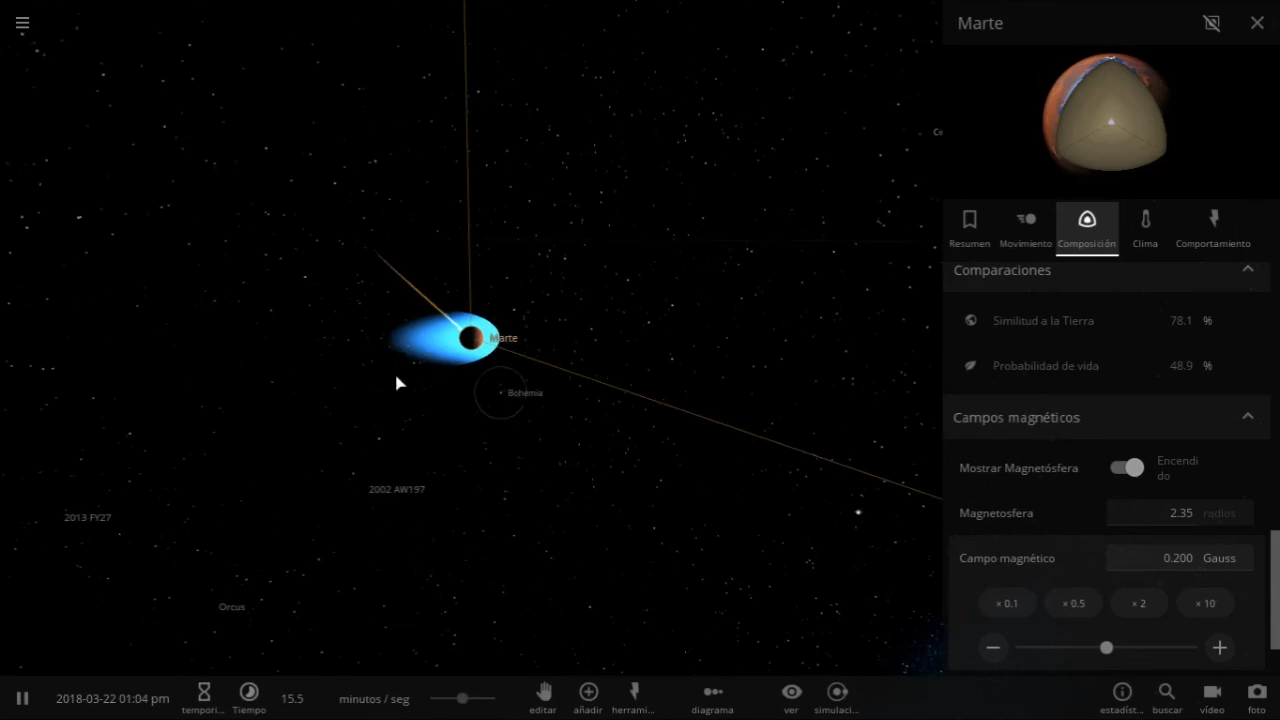 Marte
Ce
Resumen
Movimiento
Composición
Clima
Comportamiento
Comparaciones
Similitud a la Tierra 78.1 %
Probabilidad de vida 48.9 %
Campos magnéticos
Mostrar Magnetósfera Encendi
do
Magnetosfera 2.35 radios
Campo magnético 0.200 Gauss
× 0.1 × 0.5 × 2 × 10
Marte
Bohemia
2002 AW197
2013 FY27
Orcus
2018-03-22 01:04 pm
tempori...
Tiempo
15.5 minutos / seg
editar
añadir
herrami...
diagrama
ver
simulaci...
estadíst...
buscar
vídeo
foto